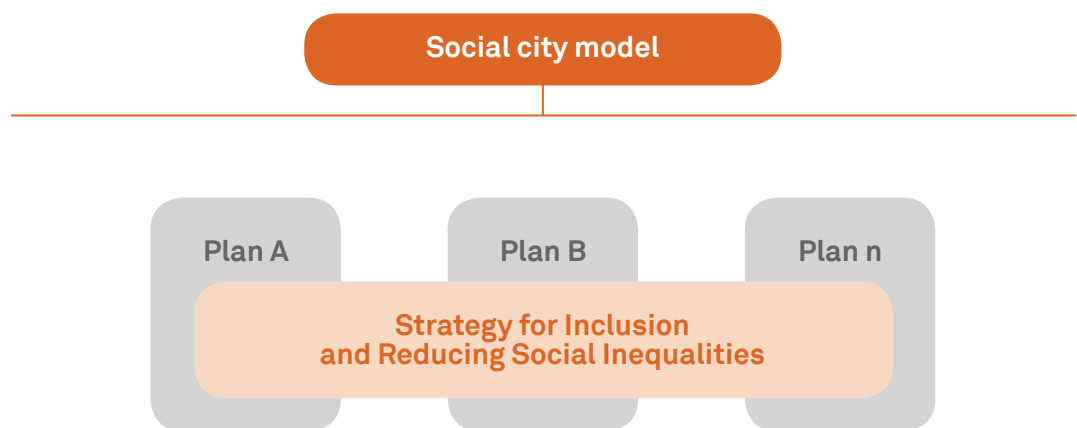 Social city model
Plan A
Plan B
Plan n
Strategy for Inclusion
and Reducing Social Inequalities